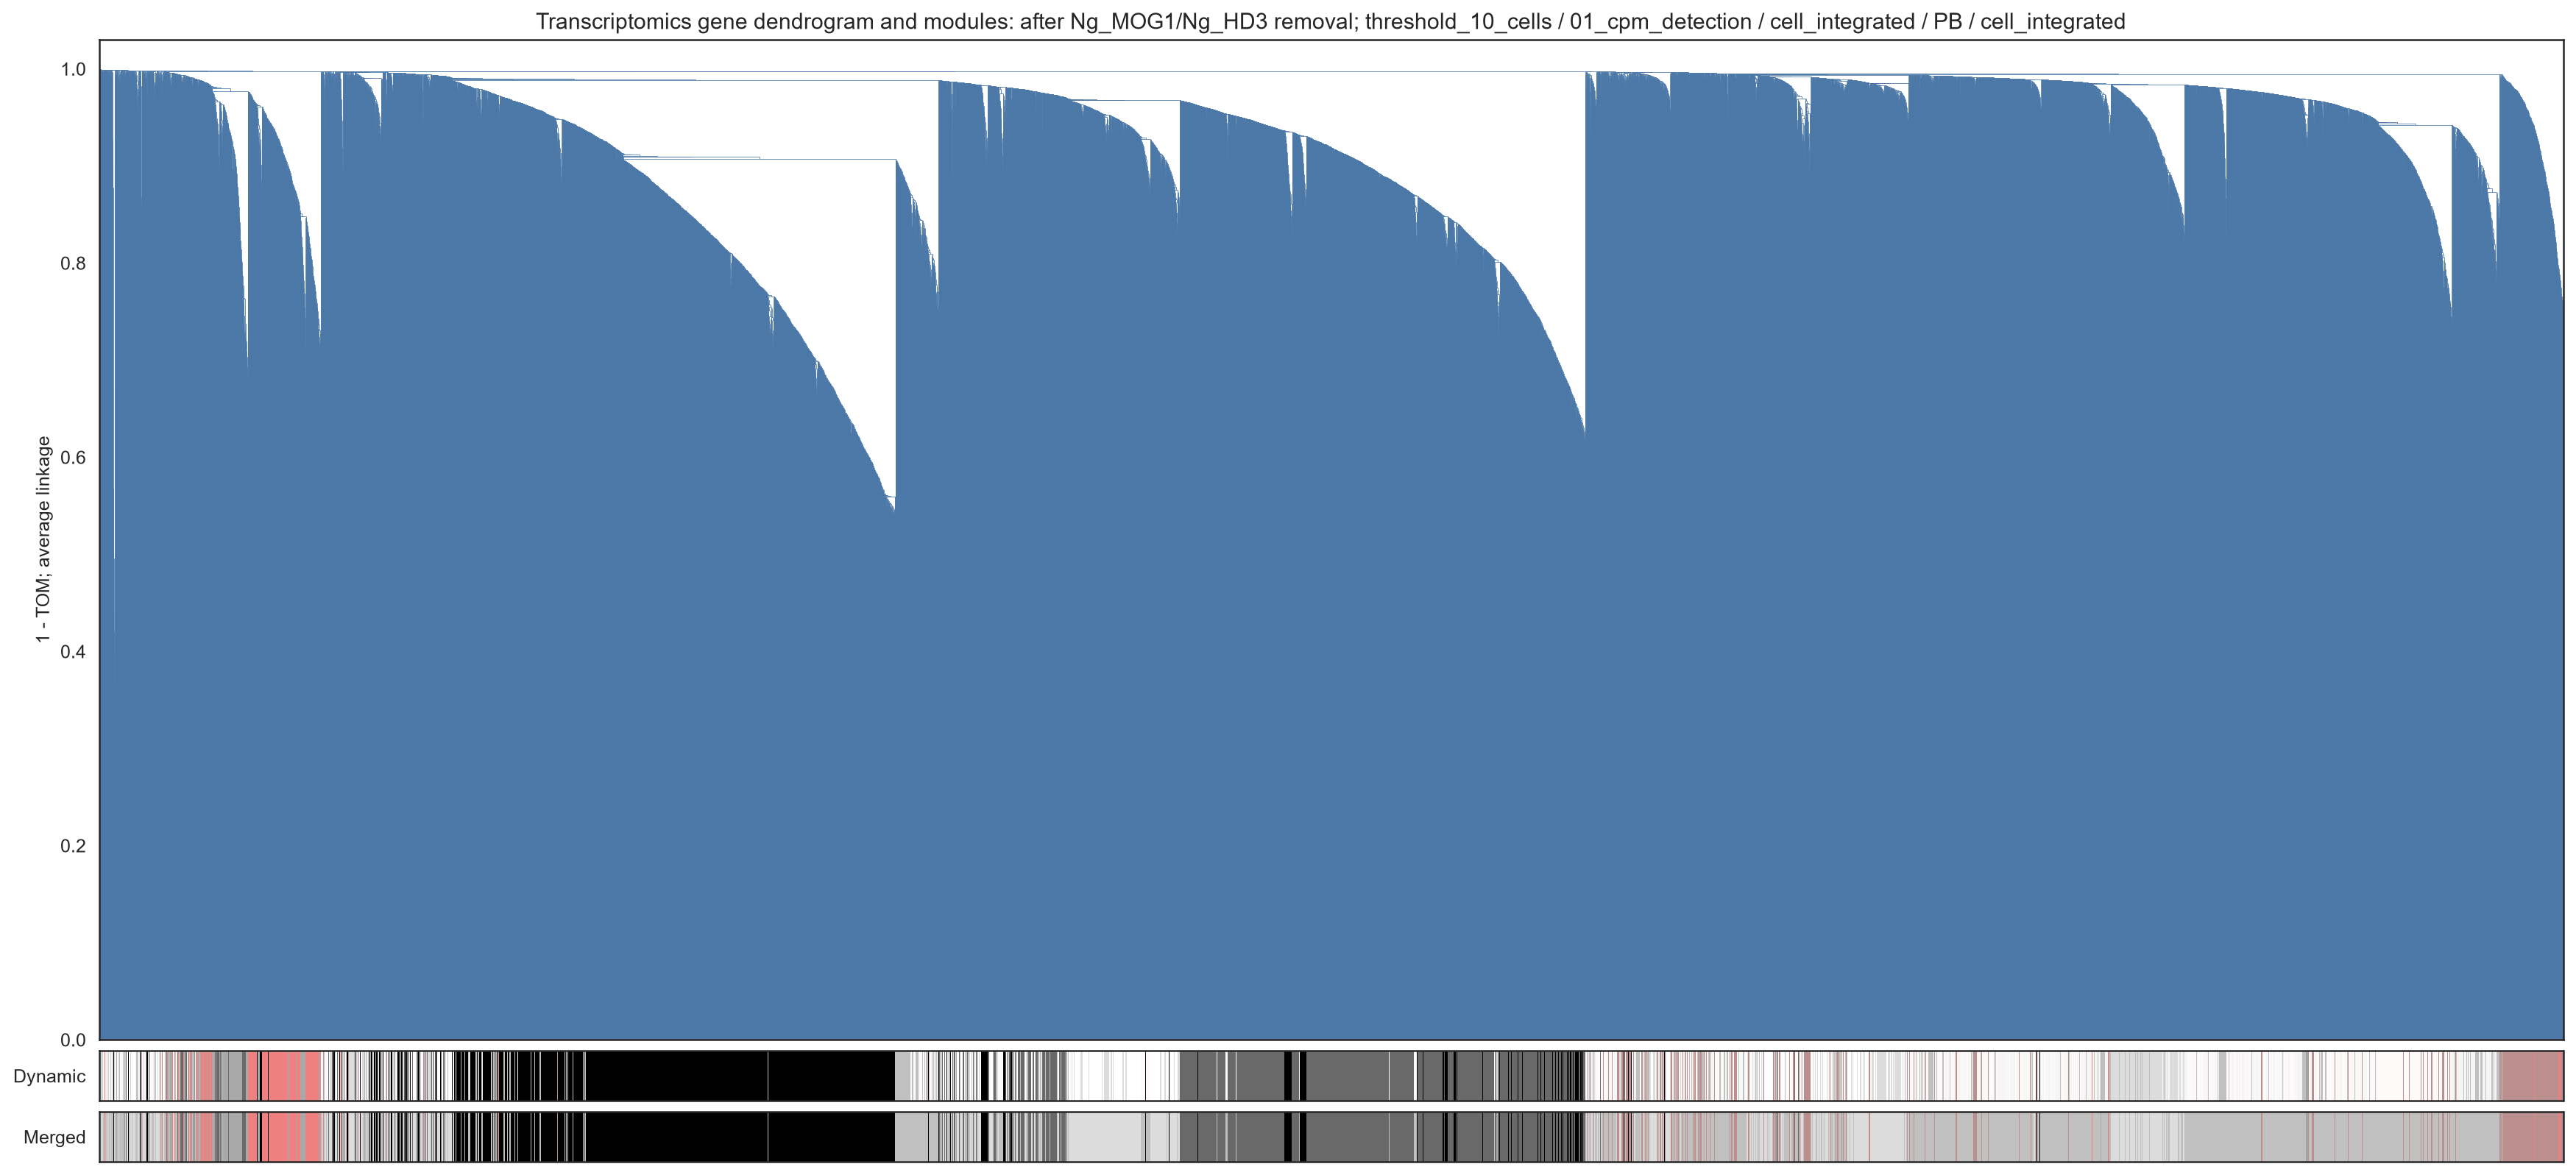 Transcriptomics gene dendrogram and modules: after Ng_MOG1/Ng_HD3 removal; threshold_10_cells / 01_cpm_detection / cell_integrated / PB / cell_integrated
1.0
0.8
0.6
0.4
0.2
0.0
1 - TOM; average linkage
Dynamic
Merged